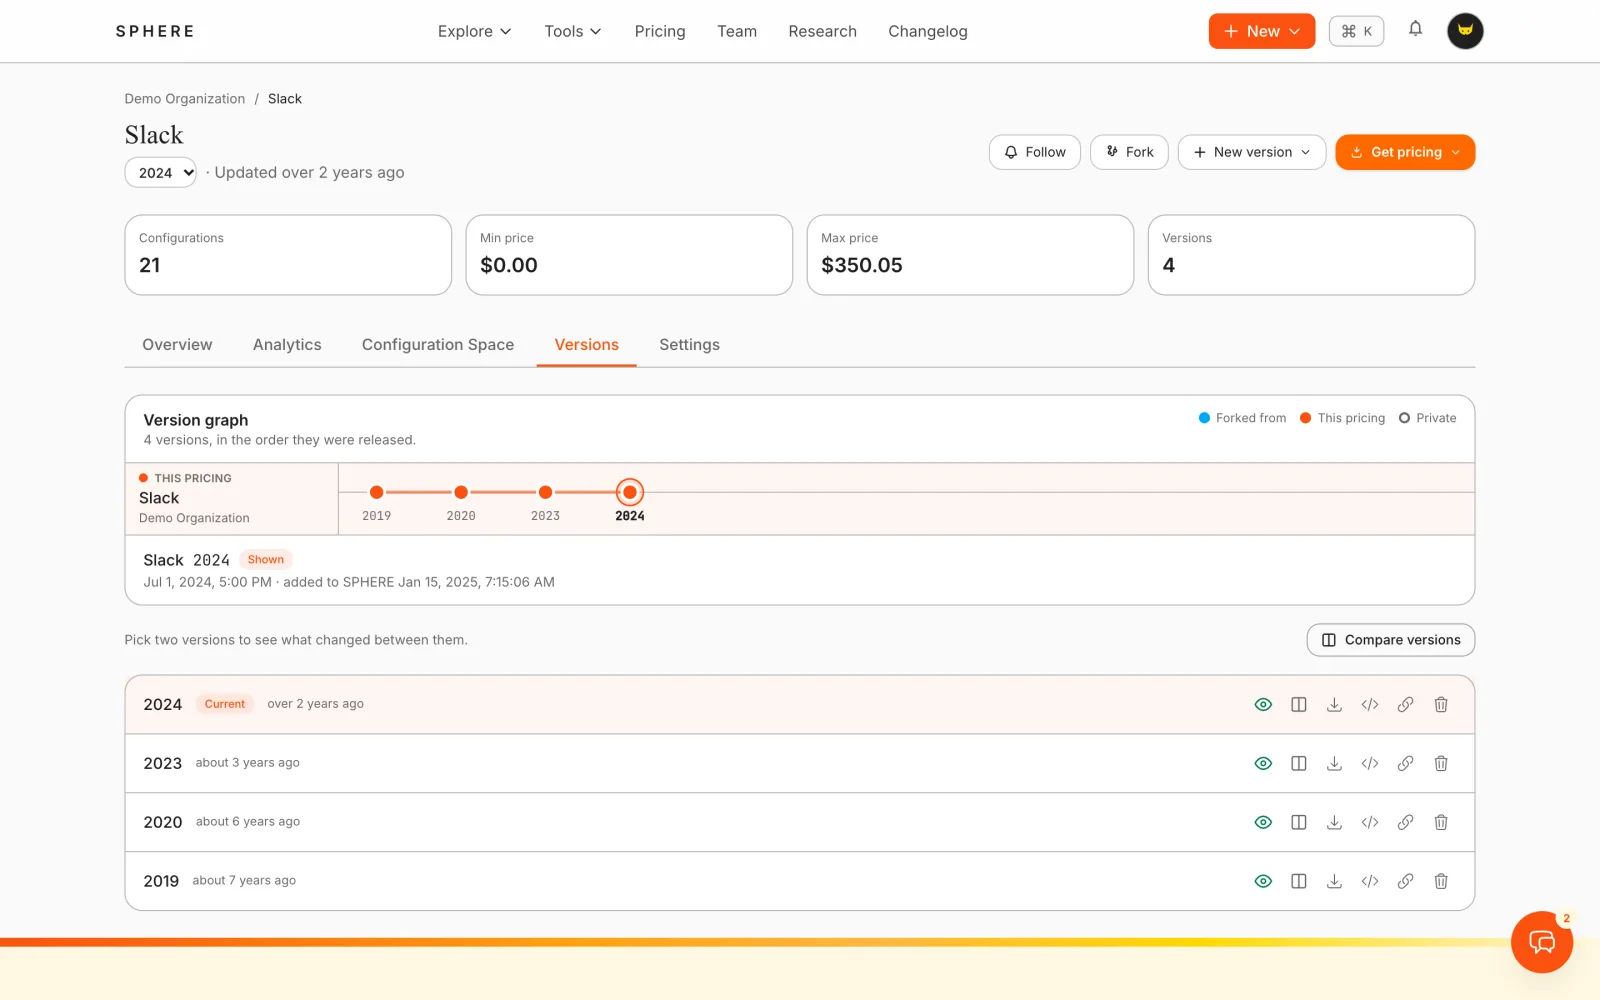 SPHERE
Explore Tools Pricing Team Research Changelog
New
⌘ K
Demo Organization / Slack
Slack
2024 · Updated over 2 years ago
Follow
Fork
New version
Get pricing
Configurations
21
Min price
$0.00
Max price
$350.05
Versions
4
Overview Analytics Configuration Space Versions Settings
Version graph
4 versions, in the order they were released.
Forked from This pricing Private
THIS PRICING
Slack
Demo Organization
2019 2020 2023 2024
Slack 2024 Shown
Jul 1, 2024, 5:00 PM · added to SPHERE Jan 15, 2025, 7:15:06 AM
Pick two versions to see what changed between them.
Compare versions
2024 Current over 2 years ago
2023 about 3 years ago
2020 about 6 years ago
2019 about 7 years ago
2